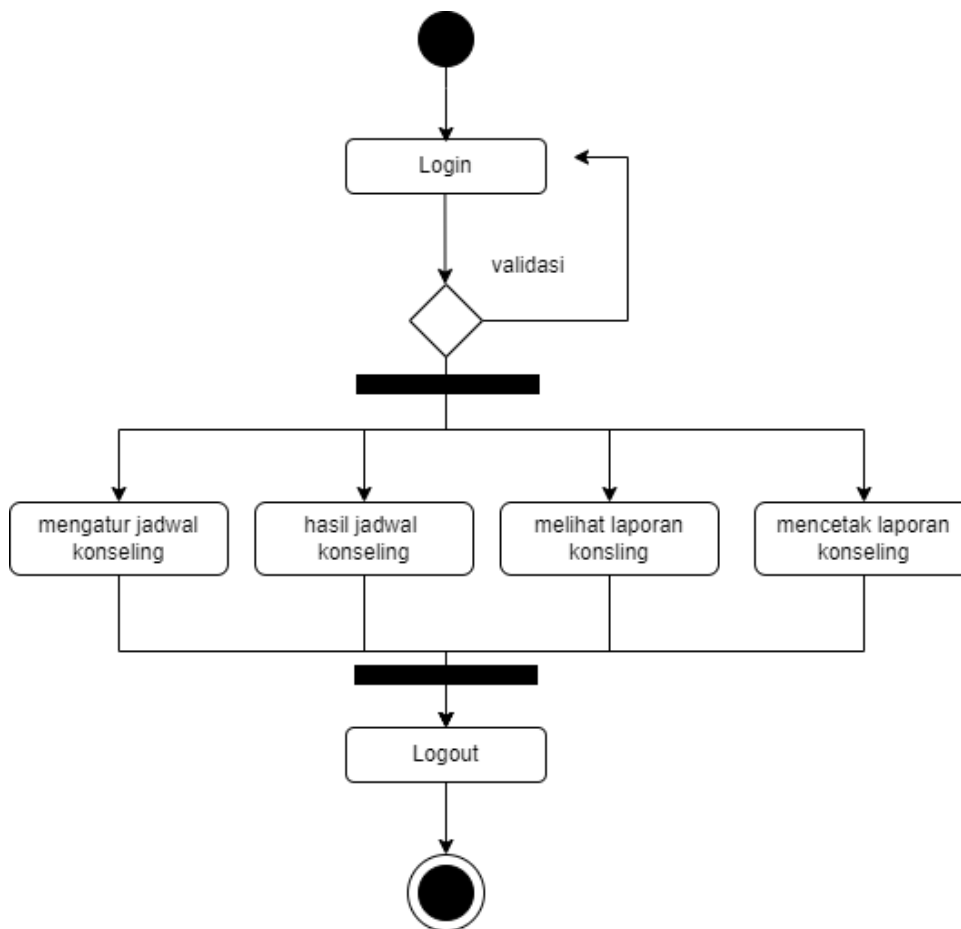 Login
validasi
mengatur jadwal
konseling
hasil jadwal
konseling
melihat laporan
konsling
mencetak laporan
konseling
Logout